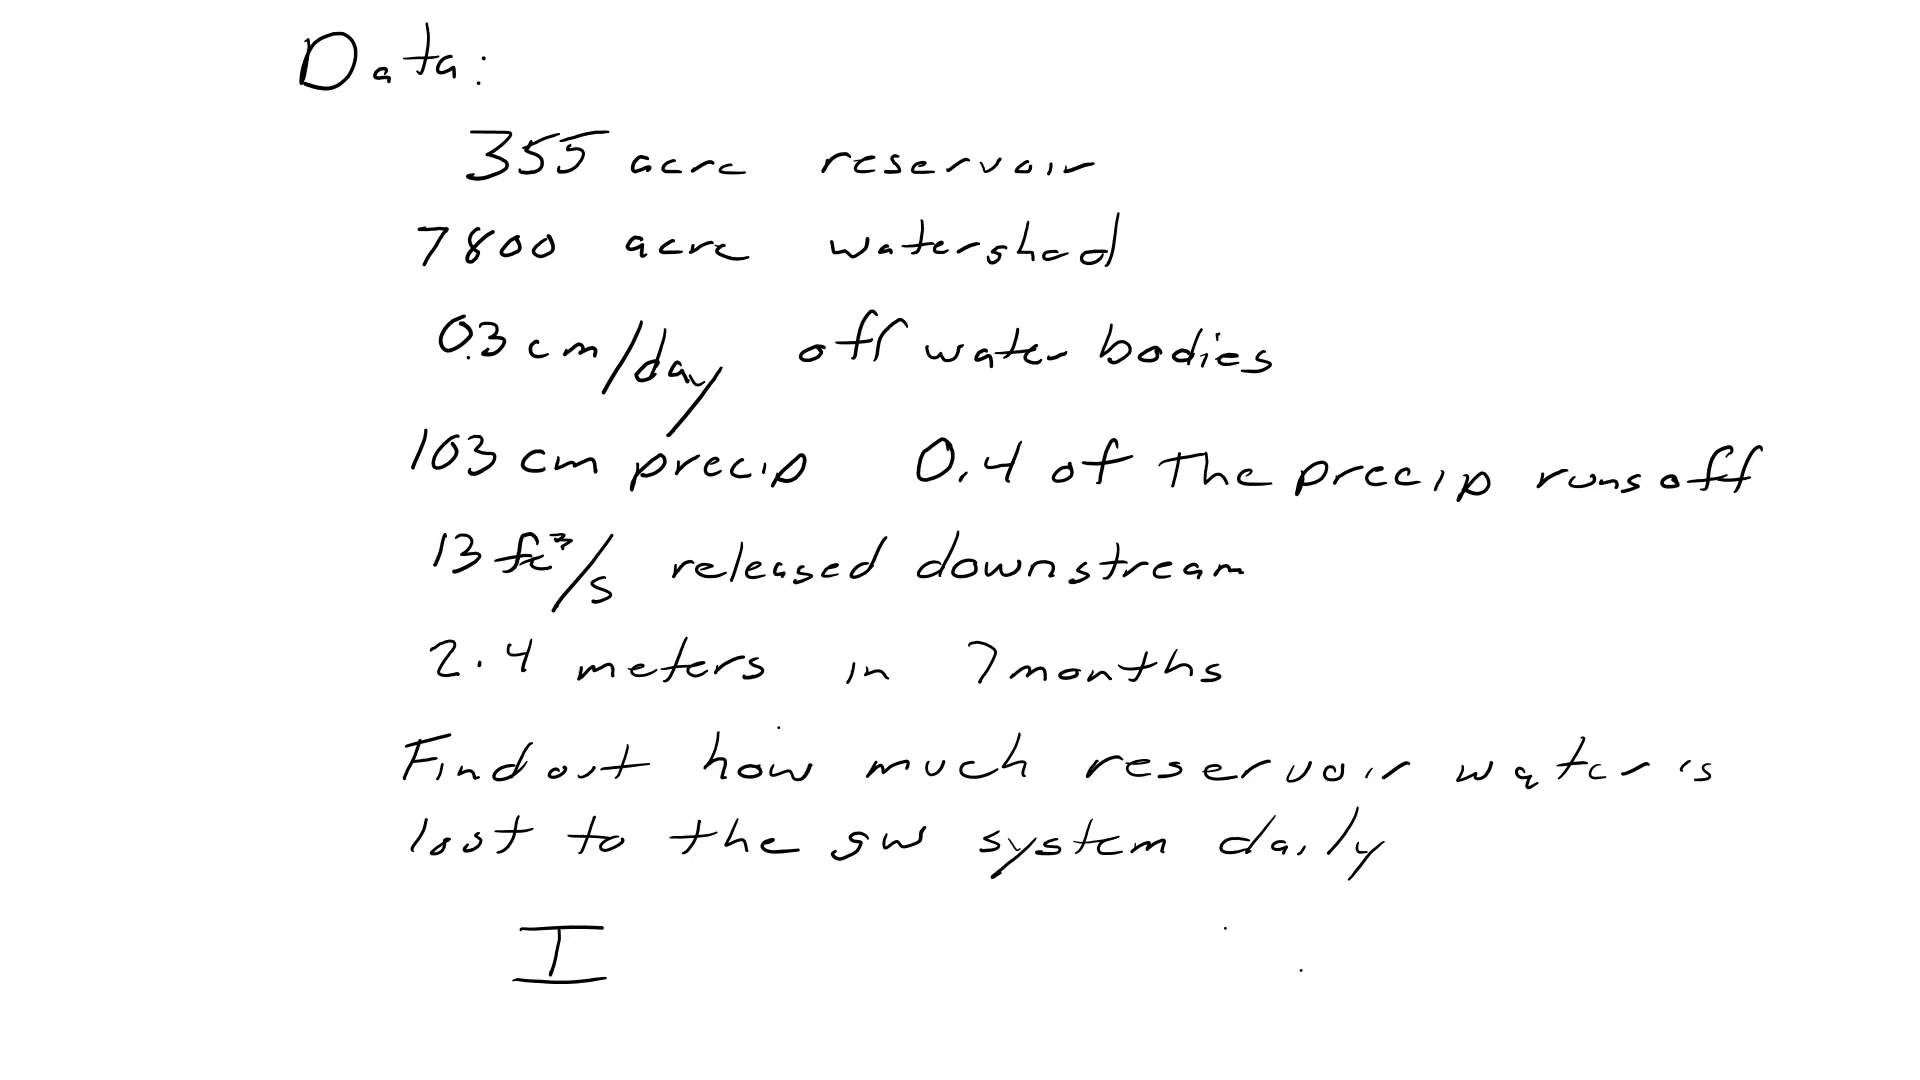 Data:
355 acre reservoir
7800 acre watershed
0.3 cm/day off water bodies
103 cm precip 0.4 of the precip runs off
13 ft³/s released downstream
2.4 meters in 7 months
Find out how much reservoir water is
lost to the gw system daily
I